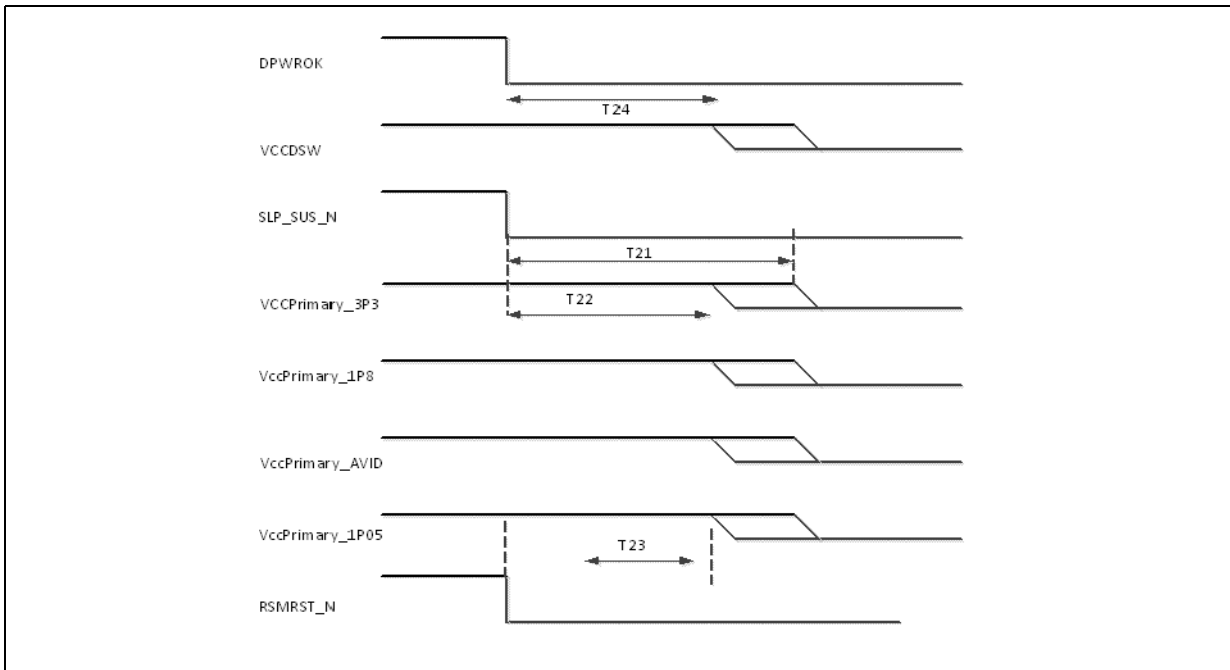 DPWROK
T24
VCCDSW
SLP_SUS_N
T21
VCCPrimary_3P3
T22
VccPrimary_1P8
VccPrimary_AVID
VccPrimary_1P05
T23
RSMRST_N